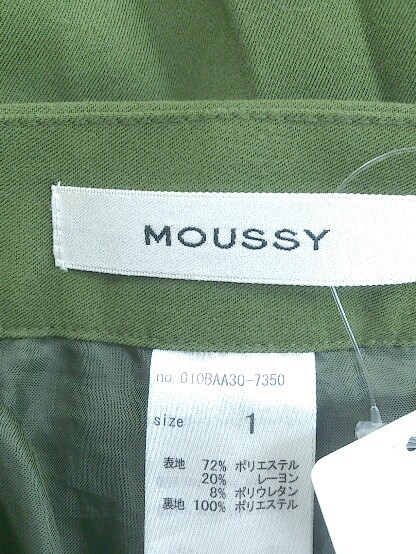 MOUSSY
no. 010BAA30-7350
size 1
表地 72% ポリエステル
20% レーヨン
8% ポリウレタン
裏地 100% ポリエステル